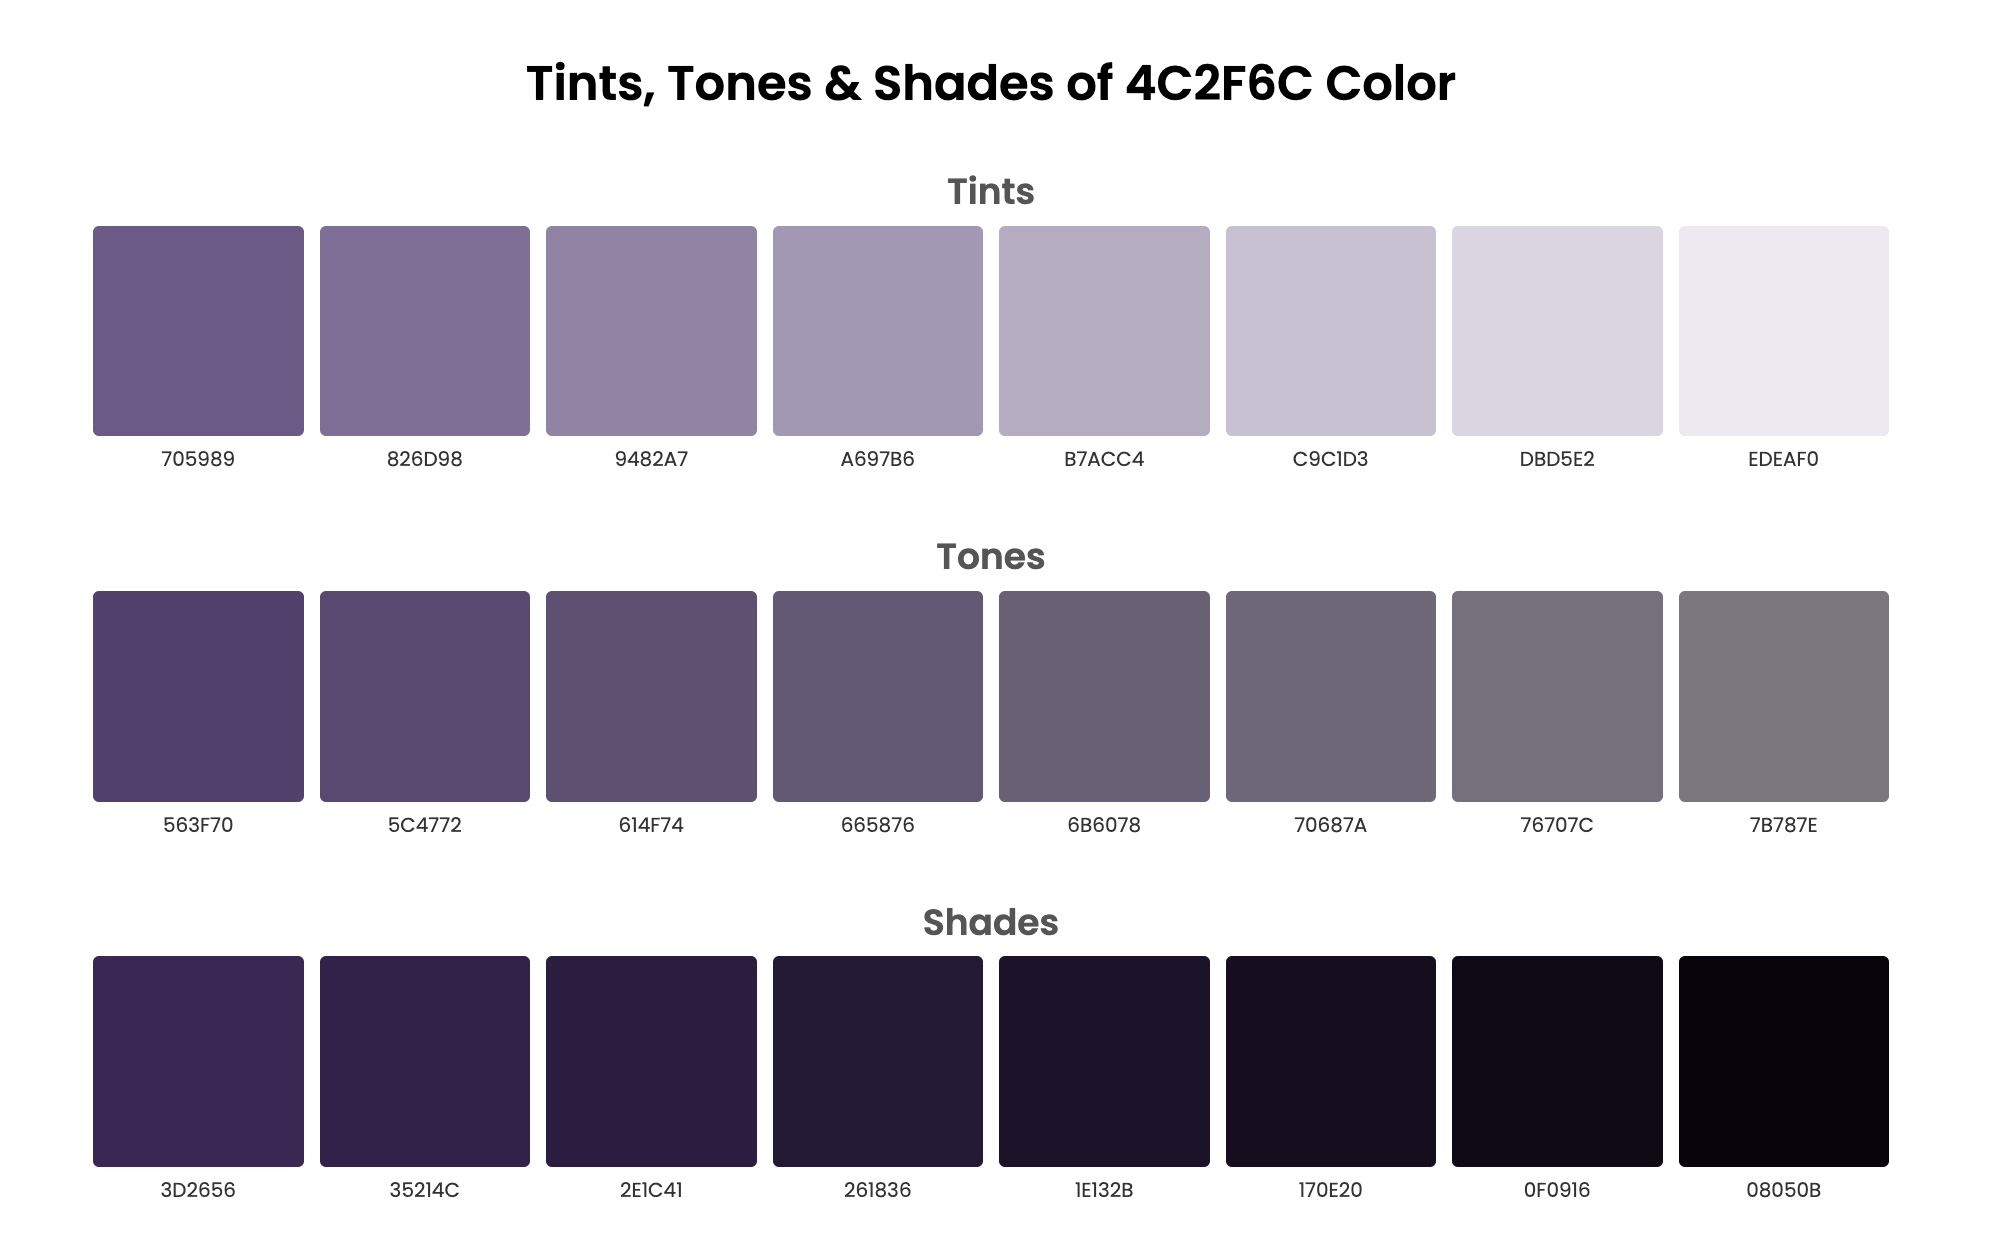 Tints, Tones & Shades of 4C2F6C Color
Tints
705989 826D98 9482A7 A697B6 B7ACC4 C9C1D3 DBD5E2 EDEAF0
Tones
563F70 5C4772 614F74 665876 6B6078 70687A 76707C 7B787E
Shades
3D2656 35214C 2E1C41 261836 1E132B 170E20 0F0916 08050B